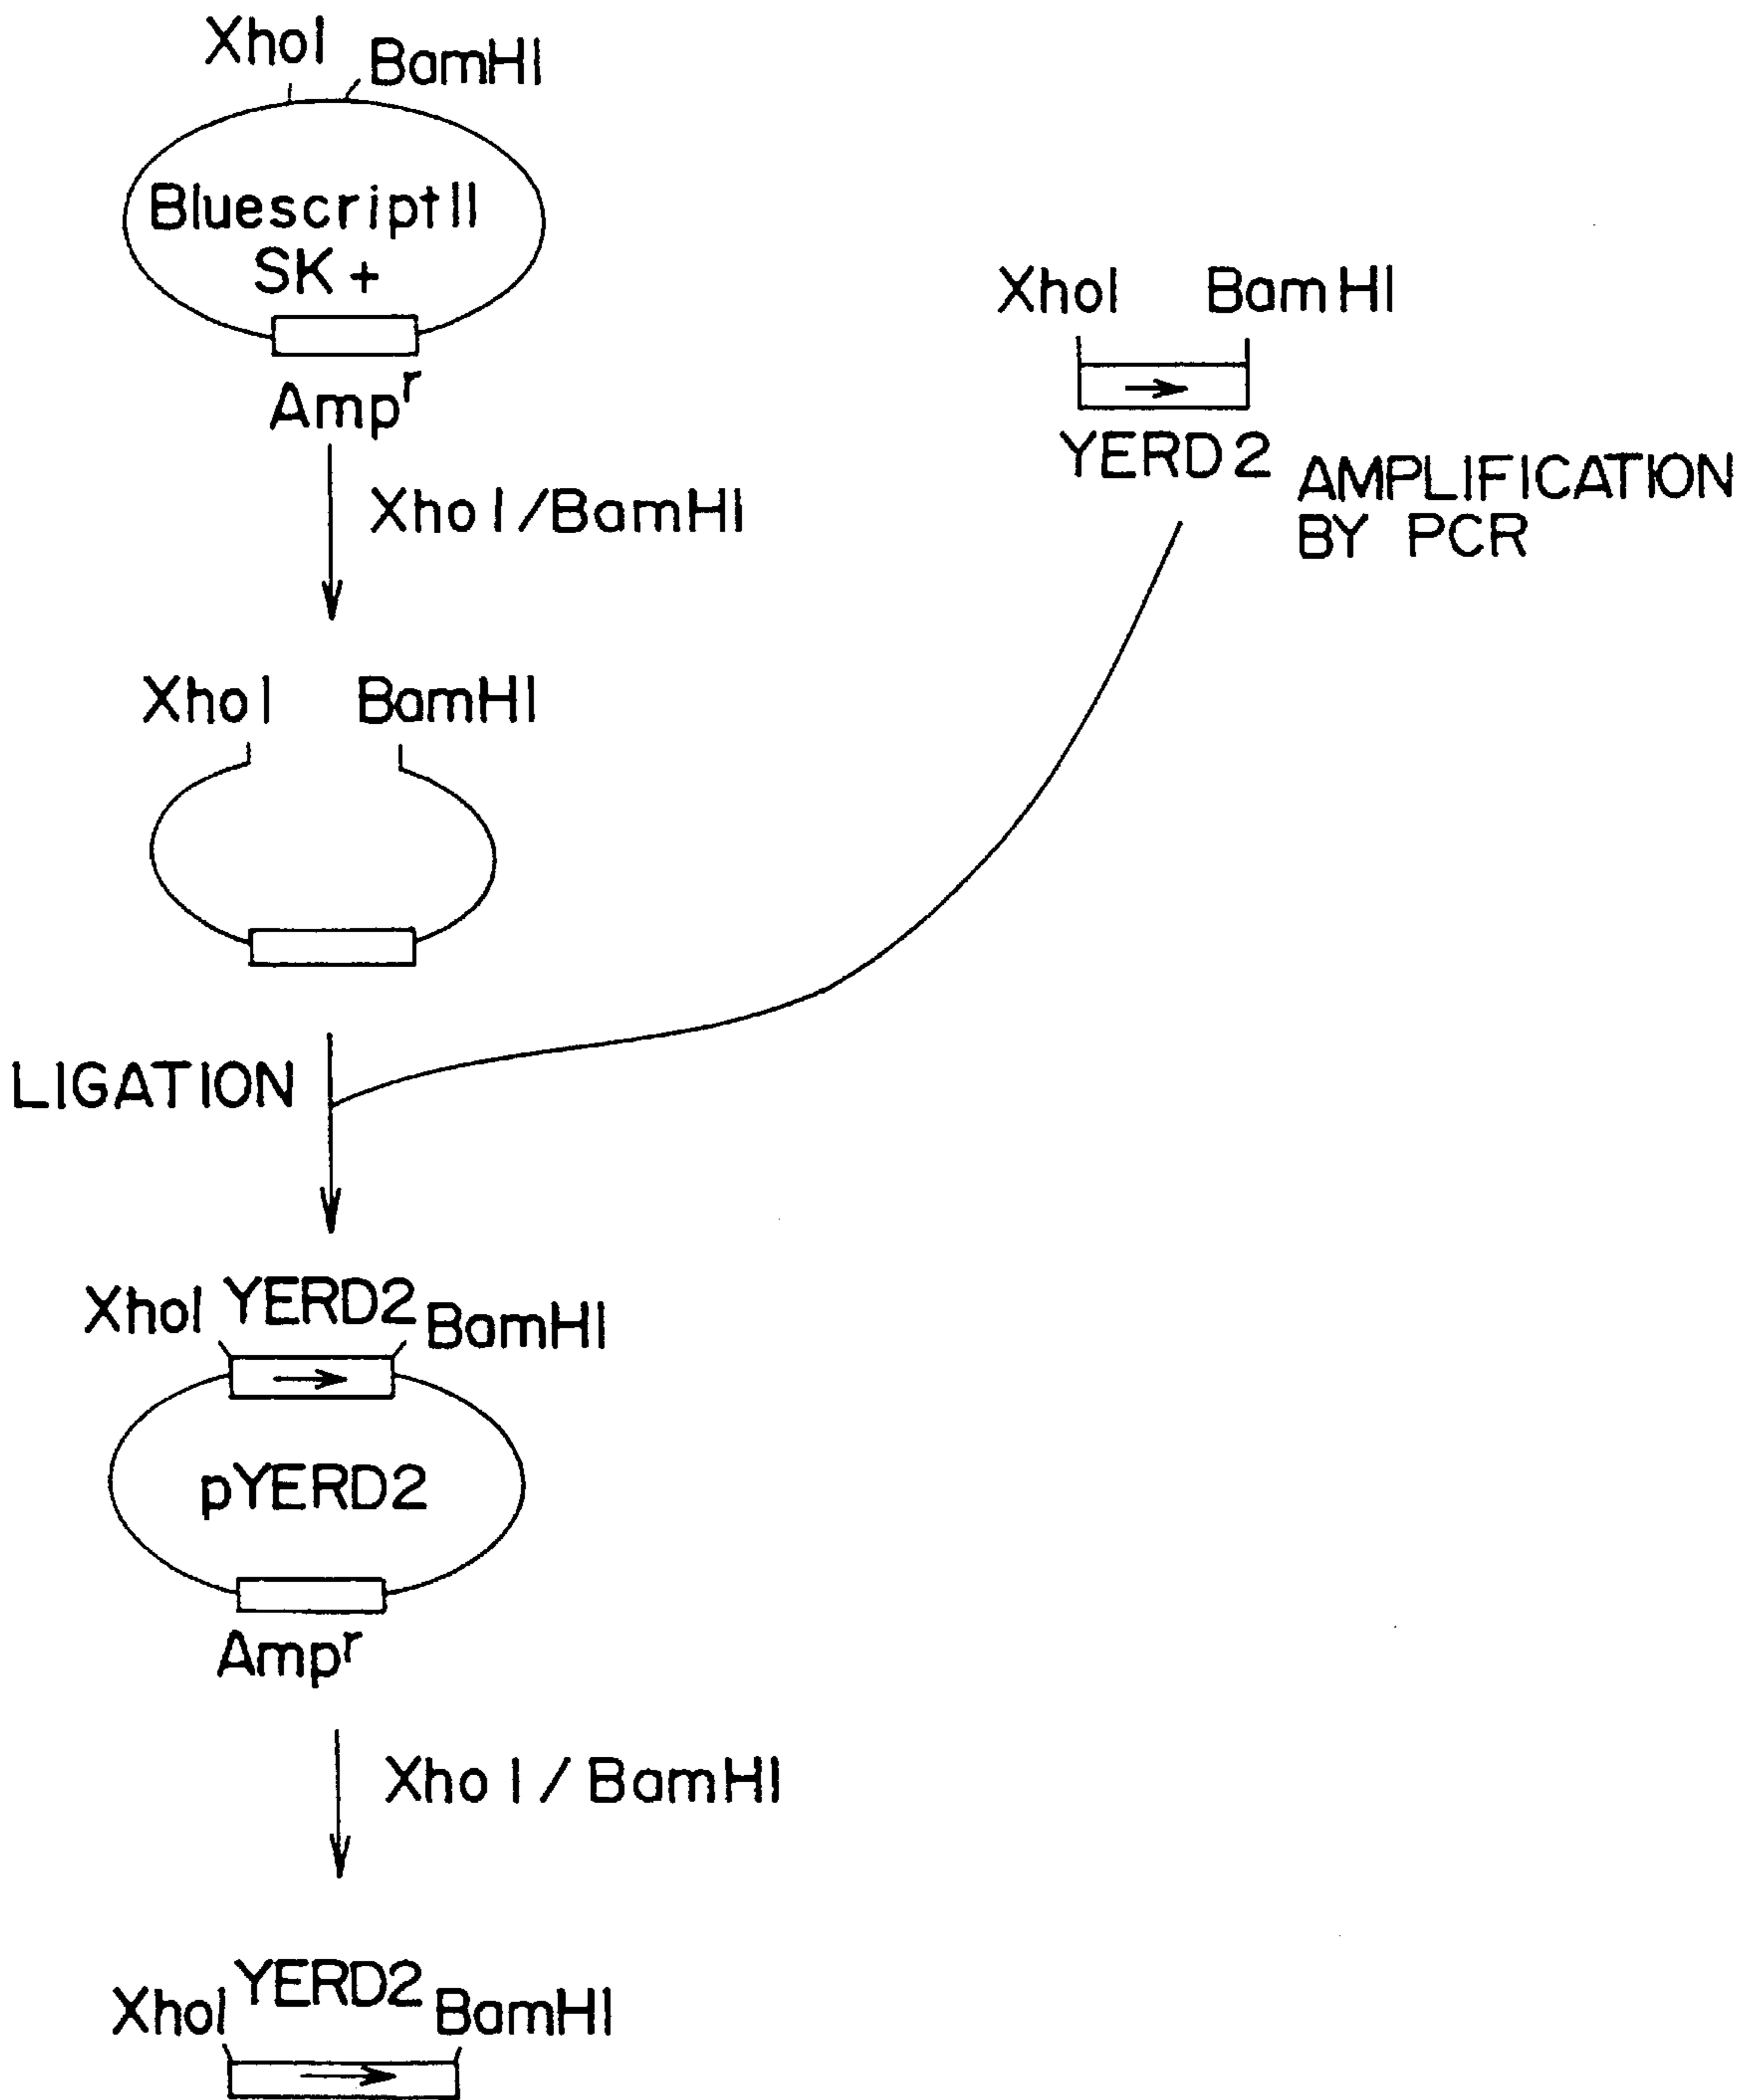 XhoI BamHI
Bluescript II
SK +
Amp^r
XhoI/BamHI
XhoI BamHI
YERD2
AMPLIFICATION
BY PCR
XhoI BamHI
LIGATION
XhoI YERD2 BamHI
pYERD2
Amp^r
XhoI/BamHI
XhoI YERD2 BamHI